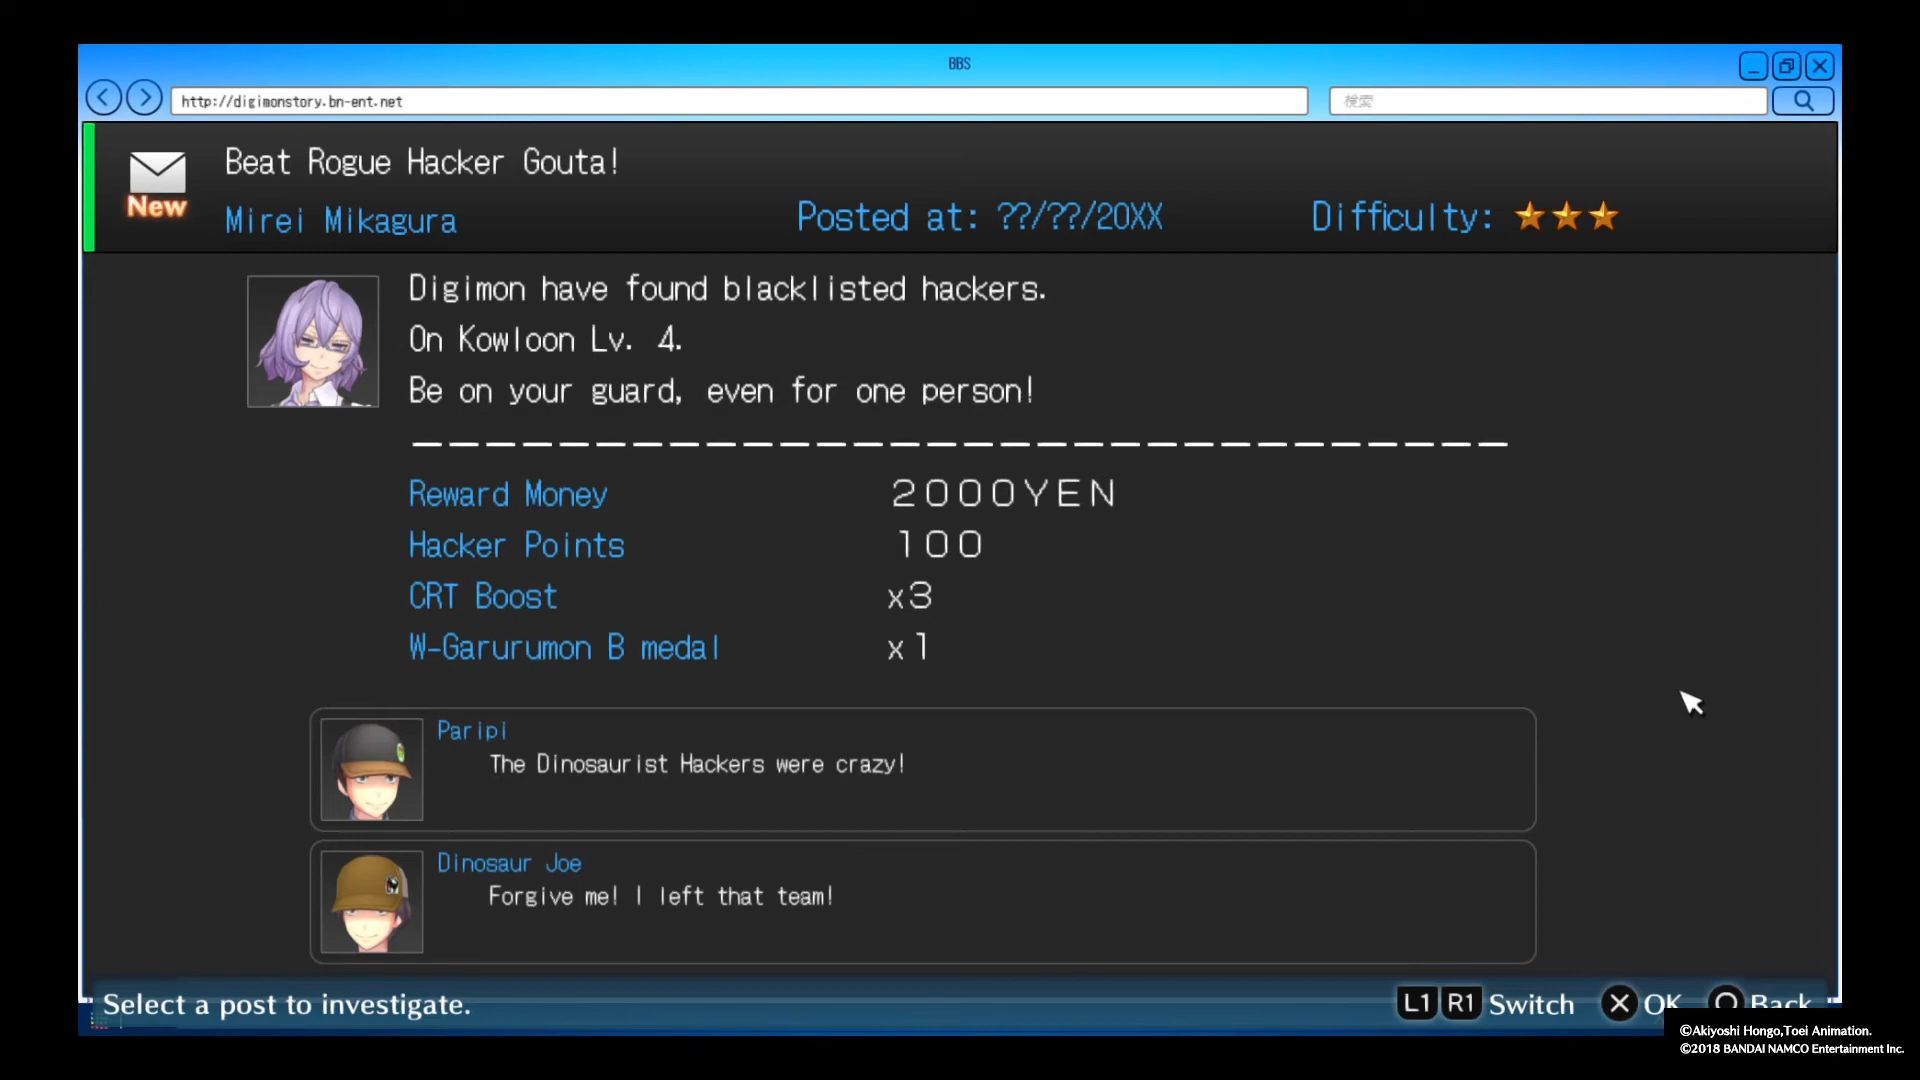 BBS
http://digimonstory.bn-ent.net
検索
Beat Rogue Hacker Gouta!
New
Mirei Mikagura
Posted at: ??/??/20XX
Difficulty: ★★★
Digimon have found blacklisted hackers.
On Kowloon Lv. 4.
Be on your guard, even for one person!
Reward Money 2000YEN
Hacker Points 100
CRT Boost x3
W-Garurumon B medal x1
Paripi
The Dinosaurist Hackers were crazy!
Dinosaur Joe
Forgive me! I left that team!
Select a post to investigate.
L1 R1 Switch OK Back
©Akiyoshi Hongo,Toei Animation.
©2018 BANDAI NAMCO Entertainment Inc.